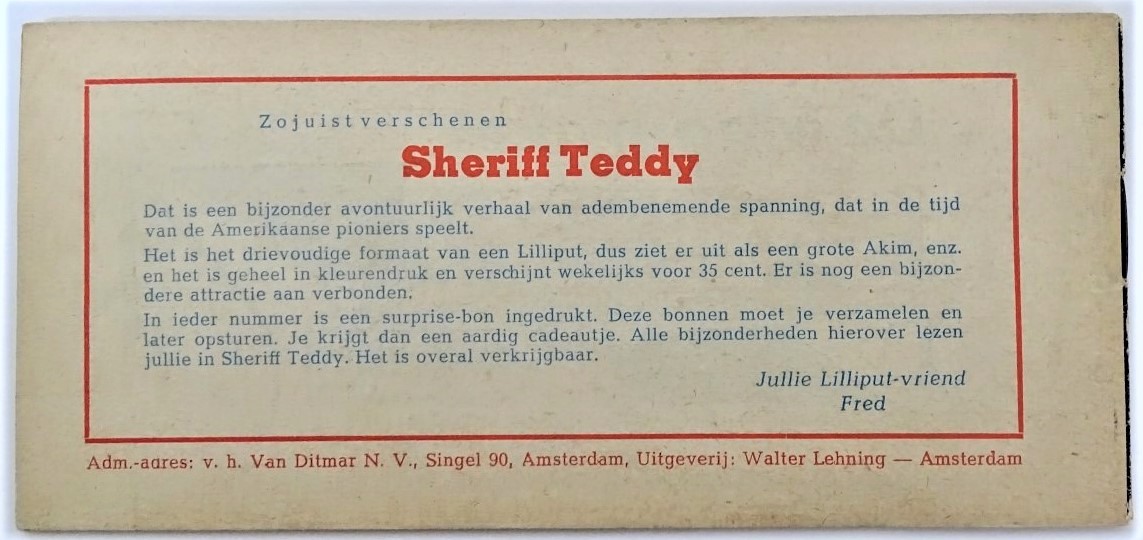 Zojuist verschenen
Sheriff Teddy
Dat is een bijzonder avontuurlijk verhaal van adembenemende spanning, dat in de tijd
van de Amerikaanse pioniers speelt.
Het is het drievoudige formaat van een Lilliput, dus ziet er uit als een grote Akim, enz.
en het is geheel in kleurendruk en verschijnt wekelijks voor 35 cent. Er is nog een bijzon-
dere attractie aan verbonden.
In ieder nummer is een surprise-bon ingedrukt. Deze bonnen moet je verzamelen en
later opsturen. Je krijgt dan een aardig cadeautje. Alle bijzonderheden hierover lezen
jullie in Sheriff Teddy. Het is overal verkrijgbaar.
Jullie Lilliput-vriend
Fred
Adm.-adres: v. h. Van Ditmar N. V., Singel 90, Amsterdam, Uitgeverij: Walter Lehning — Amsterdam